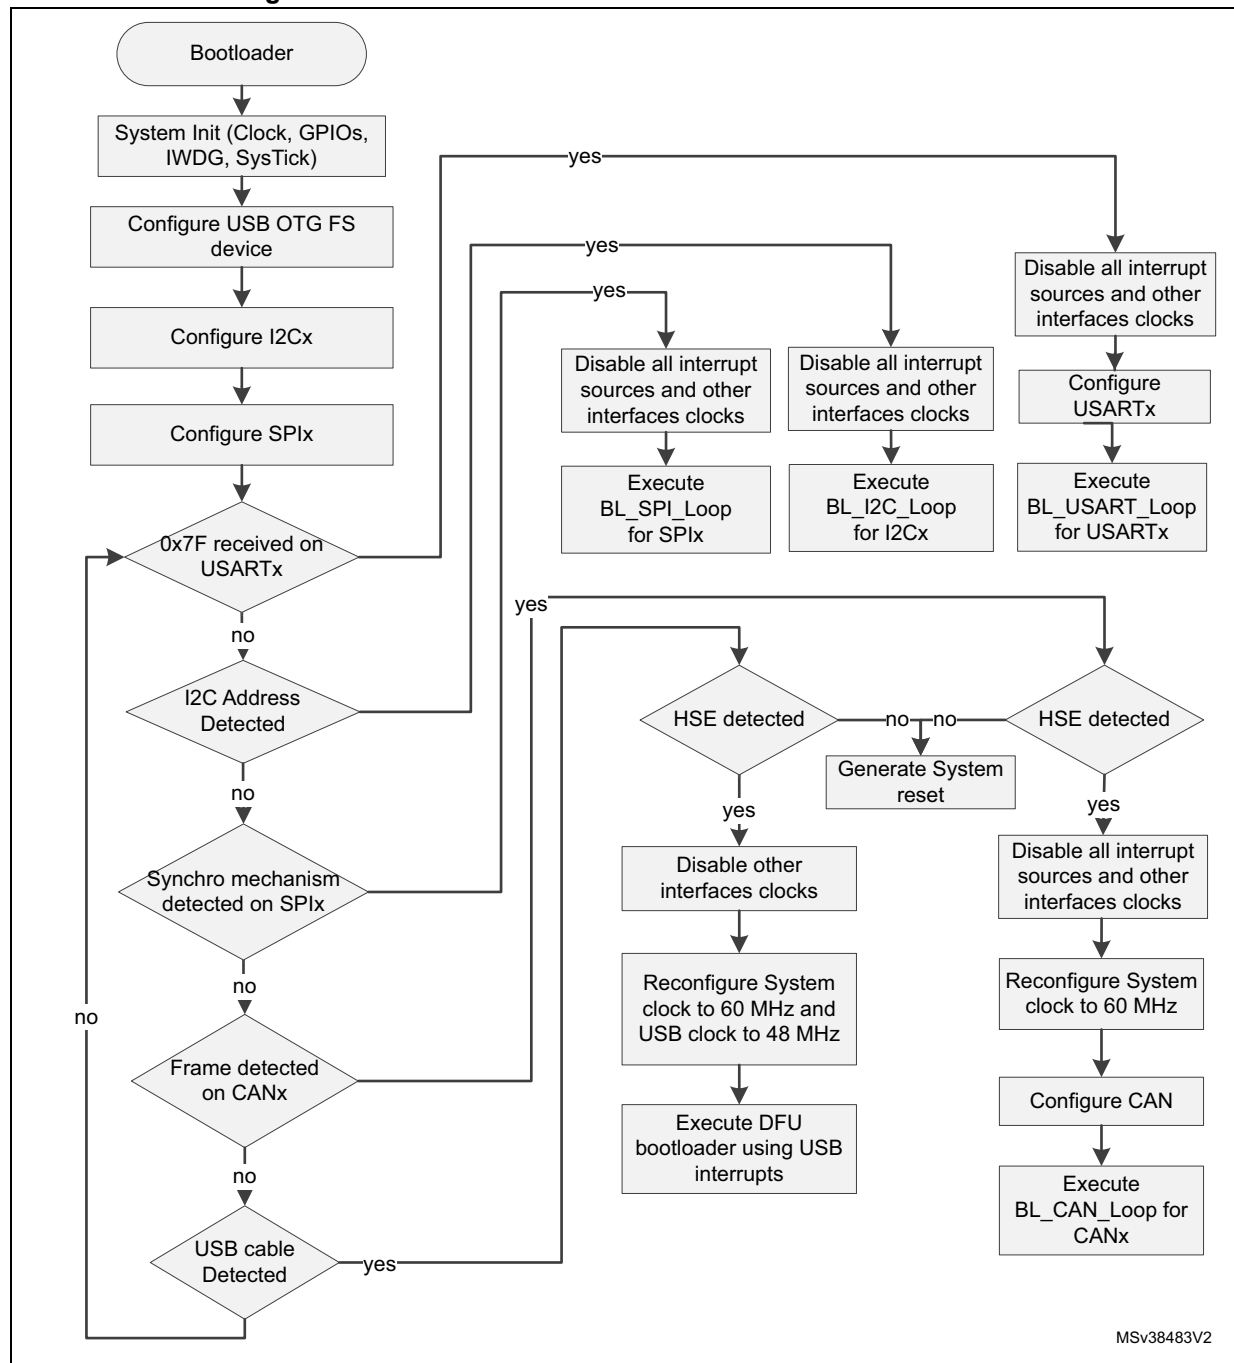 Bootloader
System Init (Clock, GPIOs,
IWDG, SysTick)
yes
Configure USB OTG FS
device
yes
Disable all interrupt
sources and other
interfaces clocks
yes
Configure I2Cx
Disable all interrupt
sources and other
interfaces clocks
Disable all interrupt
sources and other
interfaces clocks
Configure
USARTx
Configure SPIx
Execute
BL_SPI_Loop
for SPIx
Execute
BL_I2C_Loop
for I2Cx
Execute
BL_USART_Loop
for USARTx
0x7F received on
USARTx
yes
no
I2C Address
Detected
HSE detected
no
no
HSE detected
Generate System
reset
no
yes
yes
Synchro mechanism
detected on SPIx
Disable other
interfaces clocks
Disable all interrupt
sources and other
interfaces clocks
no
no
Reconfigure System
clock to 60 MHz and
USB clock to 48 MHz
Reconfigure System
clock to 60 MHz
Frame detected
on CANx
Configure CAN
Execute DFU
bootloader using USB
interrupts
no
Execute
BL_CAN_Loop for
CANx
USB cable
Detected
yes
MSv38483V2